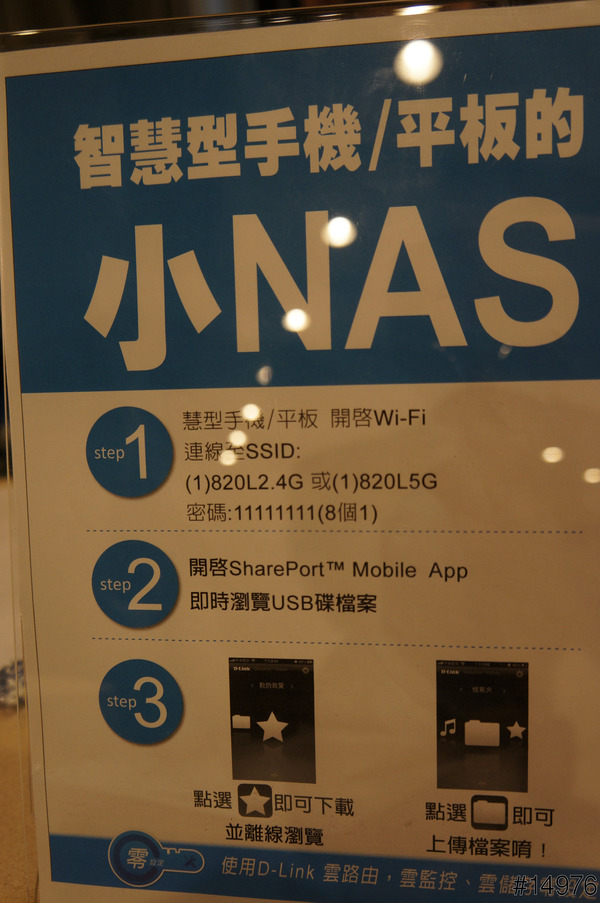 智慧型手機/平板的
小NAS
step 1
慧型手機/平板 開啓Wi-Fi
連線至SSID:
(1)820L2.4G 或(1)820L5G
密碼:11111111(8個1)
step 2
開啓SharePort™ Mobile App
即時瀏覽USB碟檔案
step 3
D-Link
D-Link
點選 即可下載
並離線瀏覽
點選 即可
上傳檔案唷！
零設定
使用D-Link 雲路由，雲監控、雲儲
#14976